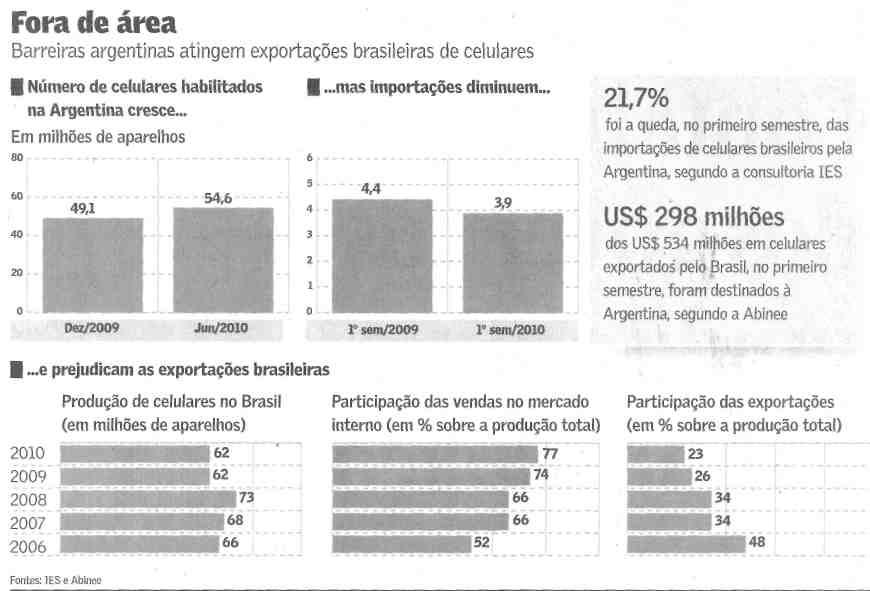 Fora de área
Barreiras argentinas atingem exportações brasileiras de celulares
Número de celulares habilitados
na Argentina cresce...
Em milhões de aparelhos
80
60
40
20
0
49,1
54,6
Dez/2009
Jun/2010
...mas importações diminuem...
6
5
4
3
2
1
0
4,4
3,9
1º sem/2009
1º sem/2010
21,7%
foi a queda, no primeiro semestre, das
importações de celulares brasileiros pela
Argentina, segundo a consultoria IES
US$ 298 milhões
dos US$ 534 milhões em celulares
exportados pelo Brasil, no primeiro
semestre, foram destinados à
Argentina, segundo a Abinee
...e prejudicam as exportações brasileiras
Produção de celulares no Brasil
(em milhões de aparelhos)
2010 62
2009 62
2008 73
2007 68
2006 66
Participação das vendas no mercado
interno (em % sobre a produção total)
77
74
66
66
52
Participação das exportações
(em % sobre a produção total)
23
26
34
34
48
Fontes: IES e Abinee